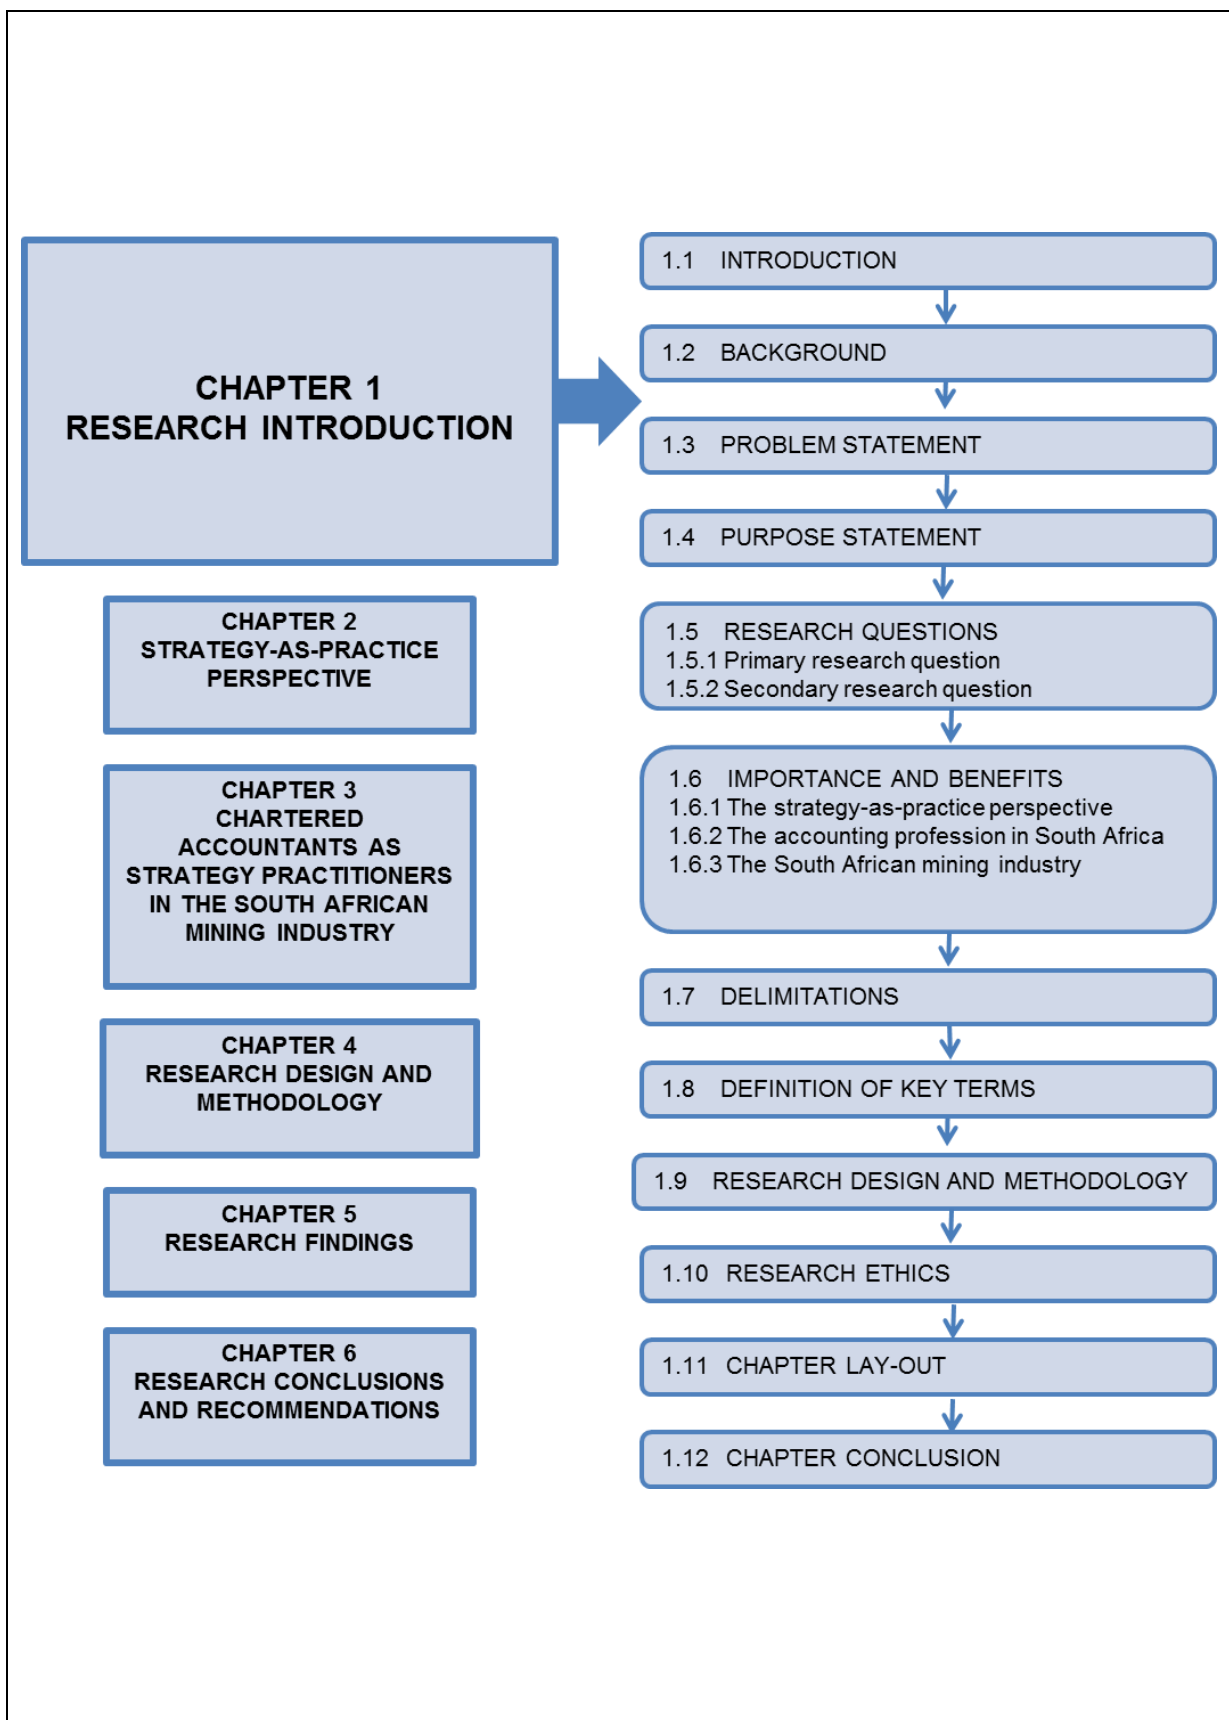 CHAPTER 1
RESEARCH INTRODUCTION
CHAPTER 2
STRATEGY-AS-PRACTICE
PERSPECTIVE
CHAPTER 3
CHARTERED
ACCOUNTANTS AS
STRATEGY PRACTITIONERS
IN THE SOUTH AFRICAN
MINING INDUSTRY
CHAPTER 4
RESEARCH DESIGN AND
METHODOLOGY
CHAPTER 5
RESEARCH FINDINGS
CHAPTER 6
RESEARCH CONCLUSIONS
AND RECOMMENDATIONS
1.1 INTRODUCTION
1.2 BACKGROUND
1.3 PROBLEM STATEMENT
1.4 PURPOSE STATEMENT
1.5 RESEARCH QUESTIONS
1.5.1 Primary research question
1.5.2 Secondary research question
1.6 IMPORTANCE AND BENEFITS
1.6.1 The strategy-as-practice perspective
1.6.2 The accounting profession in South Africa
1.6.3 The South African mining industry
1.7 DELIMITATIONS
1.8 DEFINITION OF KEY TERMS
1.9 RESEARCH DESIGN AND METHODOLOGY
1.10 RESEARCH ETHICS
1.11 CHAPTER LAY-OUT
1.12 CHAPTER CONCLUSION